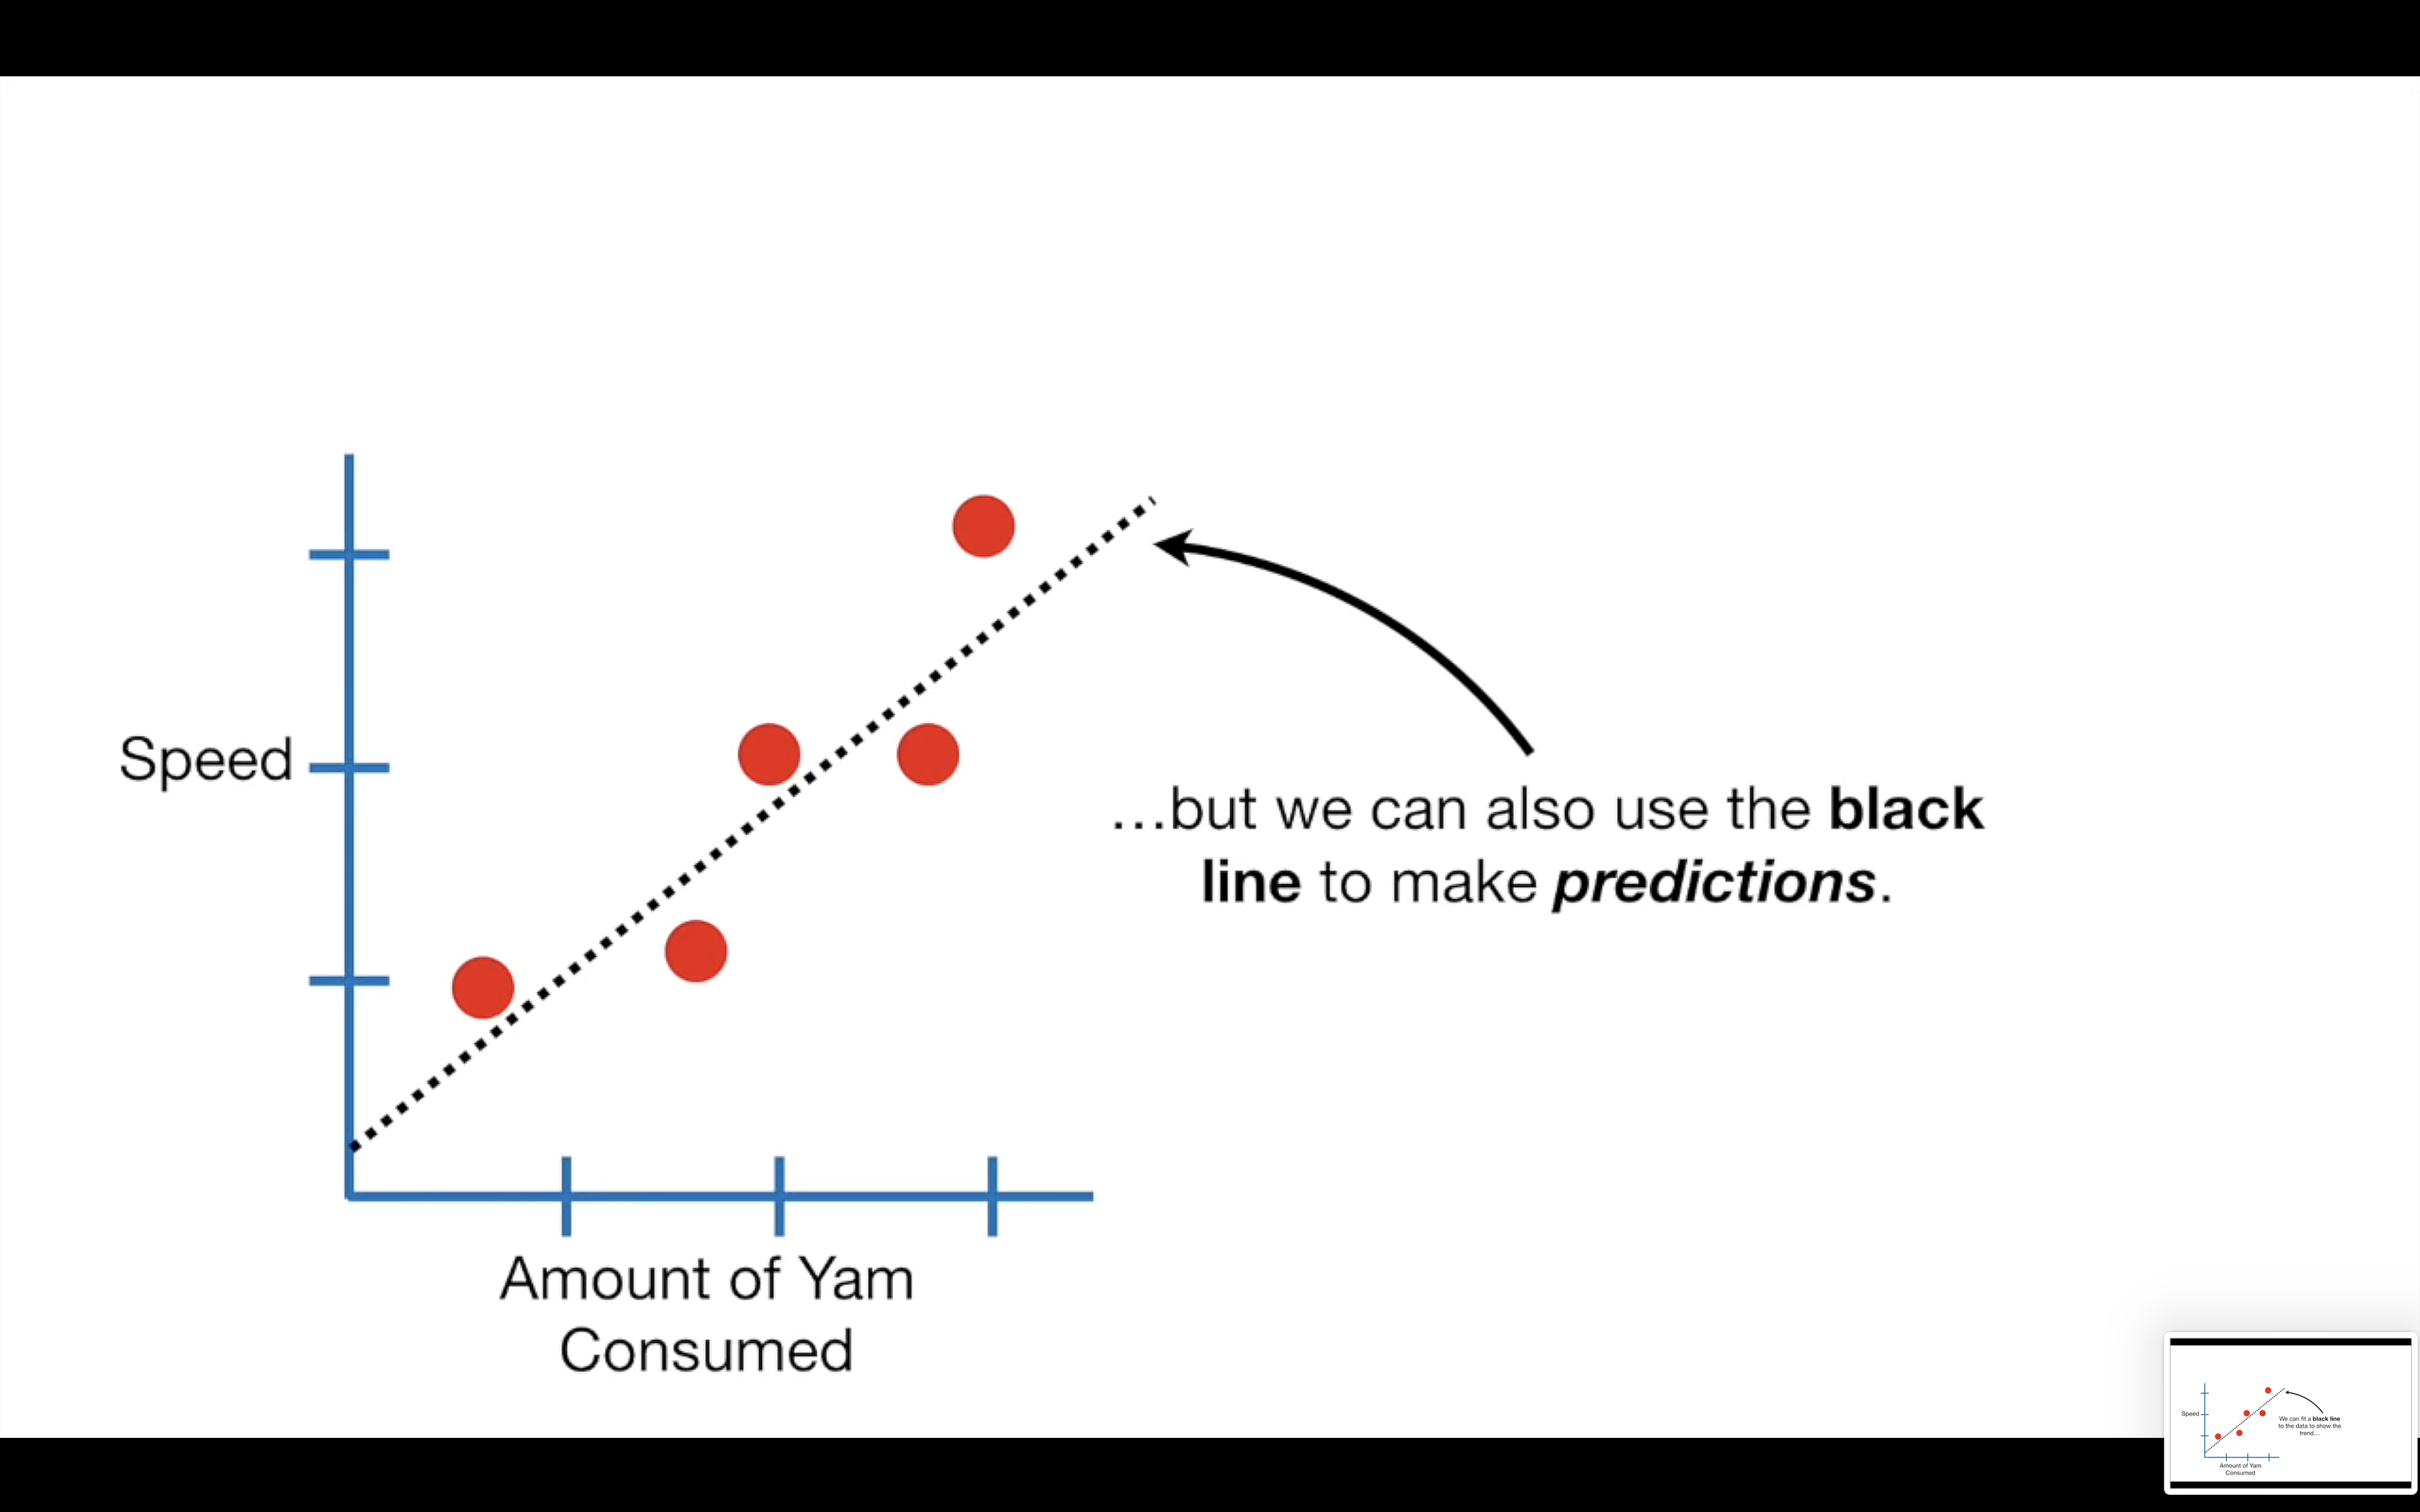 Speed
...but we can also use the black
line to make predictions.
Amount of Yam
Consumed
Speed
We can fit a black line
to the data to show the
trend...
Amount of Yam
Consumed